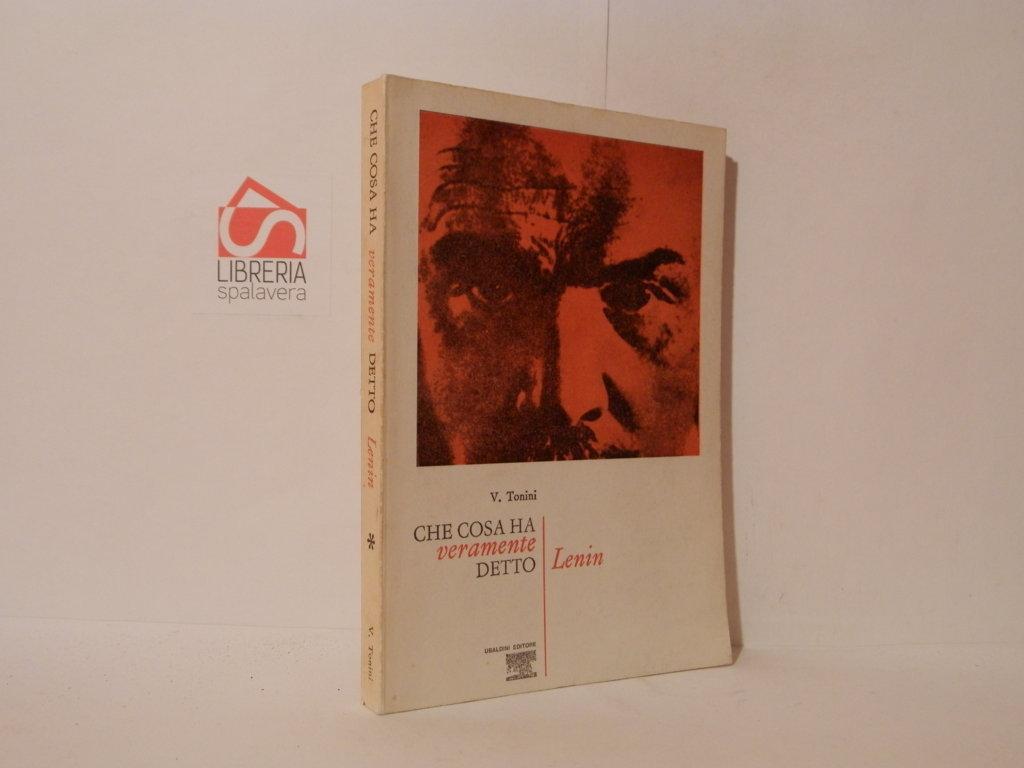 LIBRERIA
spalavera
CHE COSA HA veramente DETTO Lenin * V. Tonini
V. Tonini
CHE COSA HA
veramente
DETTO
Lenin
UBALDINI EDITORE